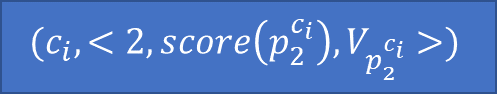 (c_i, < 2, score(p_2^{c_i}), V_{p_2^{c_i}} >)